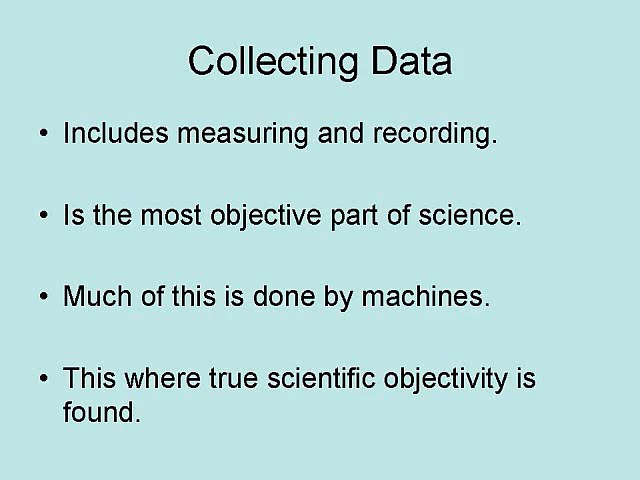 Collecting Data
• Includes measuring and recording.
• Is the most objective part of science.
• Much of this is done by machines.
• This where true scientific objectivity is
found.